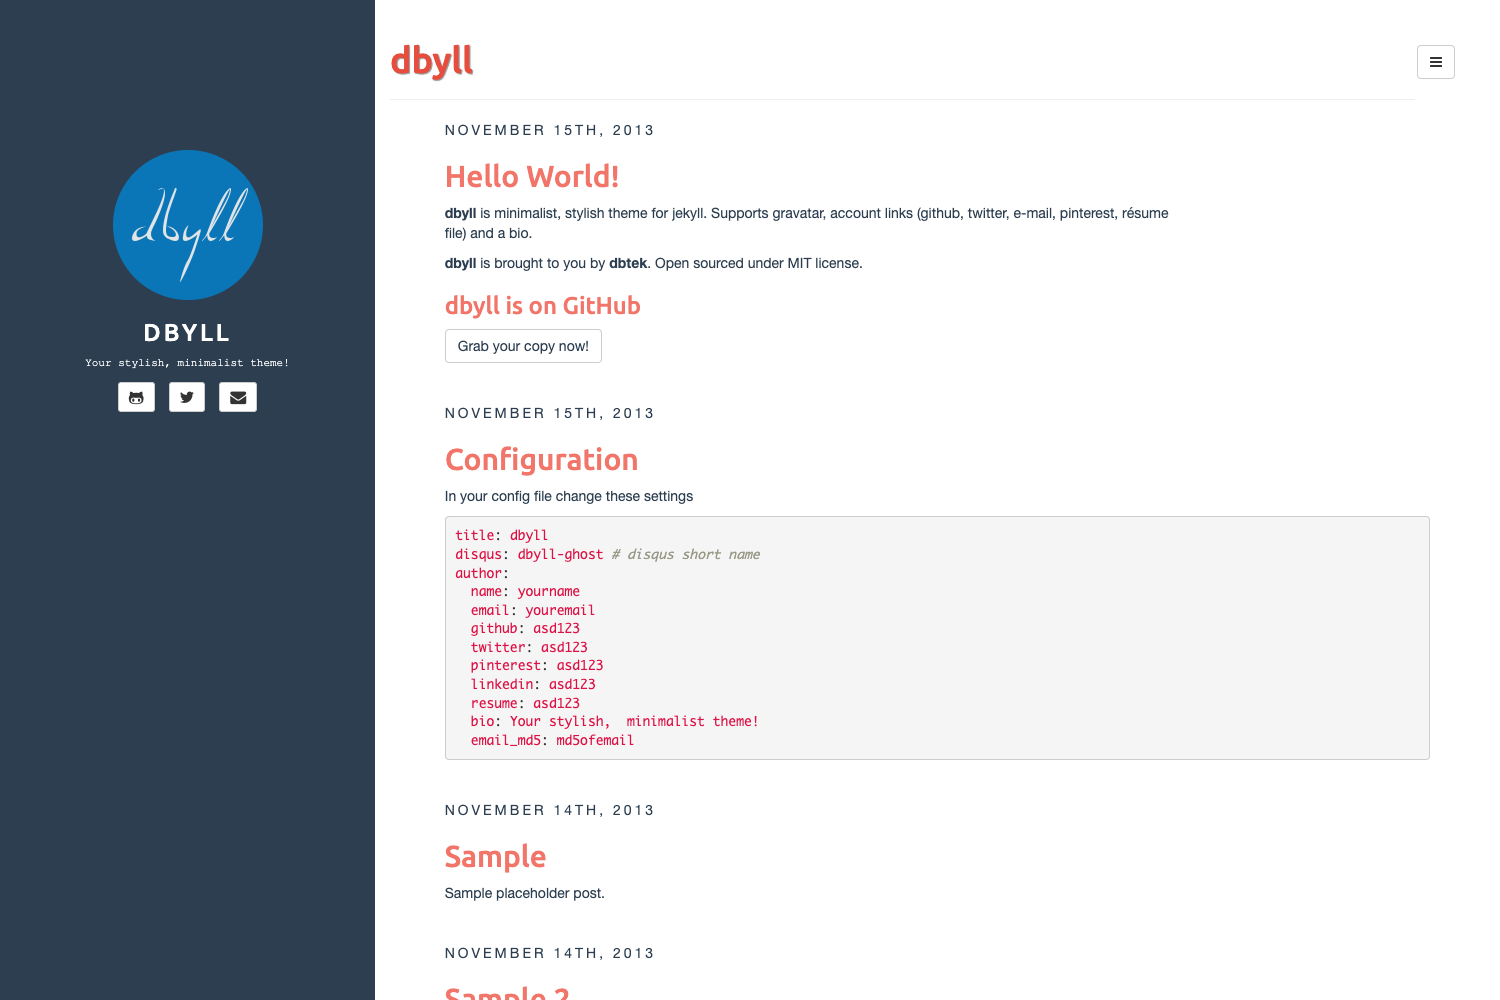 dbyll
DBYLL
Your stylish, minimalist theme!
dbyll
NOVEMBER 15TH, 2013
Hello World!
dbyll is minimalist, stylish theme for jekyll. Supports gravatar, account links (github, twitter, e-mail, pinterest, résume
file) and a bio.
dbyll is brought to you by dbtek. Open sourced under MIT license.
dbyll is on GitHub
Grab your copy now!
NOVEMBER 15TH, 2013
Configuration
In your config file change these settings
title: dbyll
disqus: dbyll-ghost # disqus short name
author:
  name: yourname
  email: youremail
  github: asd123
  twitter: asd123
  pinterest: asd123
  linkedin: asd123
  resume: asd123
  bio: Your stylish,  minimalist theme!
  email_md5: md5ofemail
NOVEMBER 14TH, 2013
Sample
Sample placeholder post.
NOVEMBER 14TH, 2013
Sample 2